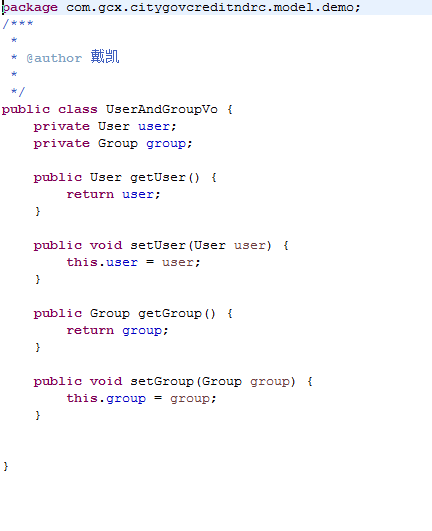 package com.gcx.citygovcreditndrc.model.demo;
/***
 *
 * @author 戴凯
 *
 */
public class UserAndGroupVo {
    private User user;
    private Group group;

    public User getUser() {
        return user;
    }

    public void setUser(User user) {
        this.user = user;
    }

    public Group getGroup() {
        return group;
    }

    public void setGroup(Group group) {
        this.group = group;
    }


}